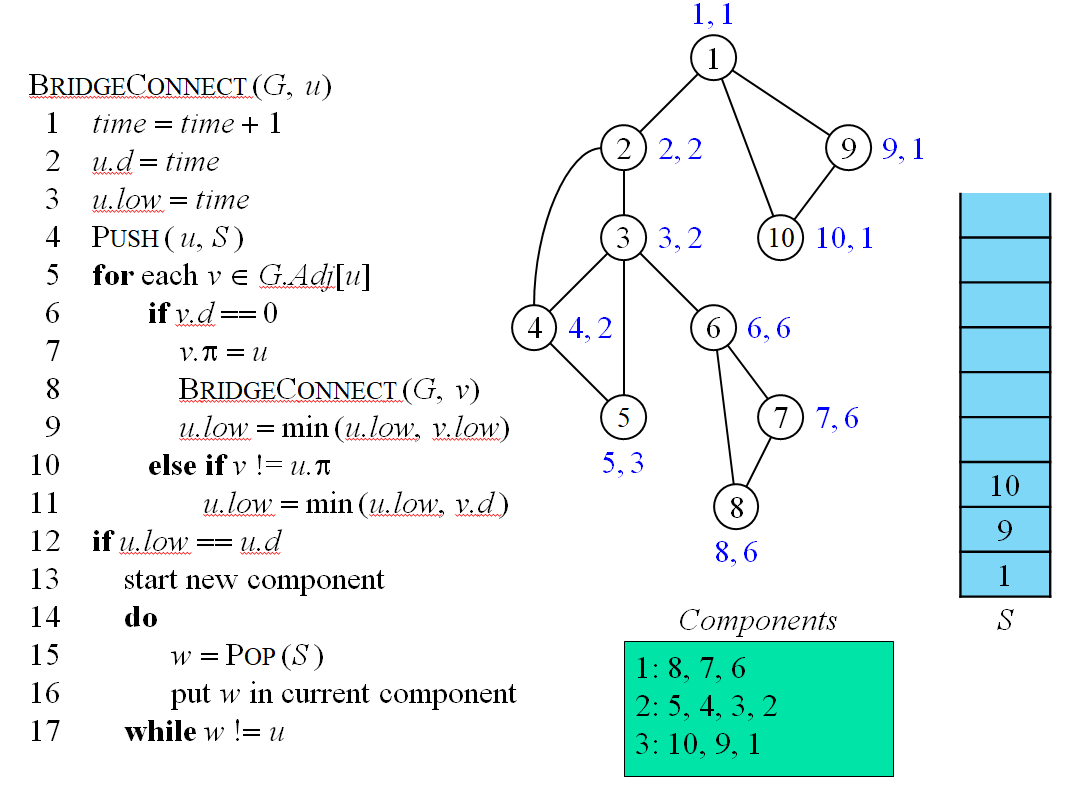 BRIDGECONNECT(G, u)
1 time = time + 1
2 u.d = time
3 u.low = time
4 PUSH(u, S)
5 for each v ∈ G.Adj[u]
6 if v.d == 0
7 v.π = u
8 BRIDGECONNECT(G, v)
9 u.low = min(u.low, v.low)
10 else if v != u.π
11 u.low = min(u.low, v.d)
12 if u.low == u.d
13 start new component
14 do
15 w = POP(S)
16 put w in current component
17 while w != u
1, 1
1
2 2, 2
9 9, 1
3 3, 2
10 10, 1
4 4, 2
6 6, 6
5
7 7, 6
5, 3
8
8, 6
10
9
1
S
Components
1: 8, 7, 6
2: 5, 4, 3, 2
3: 10, 9, 1